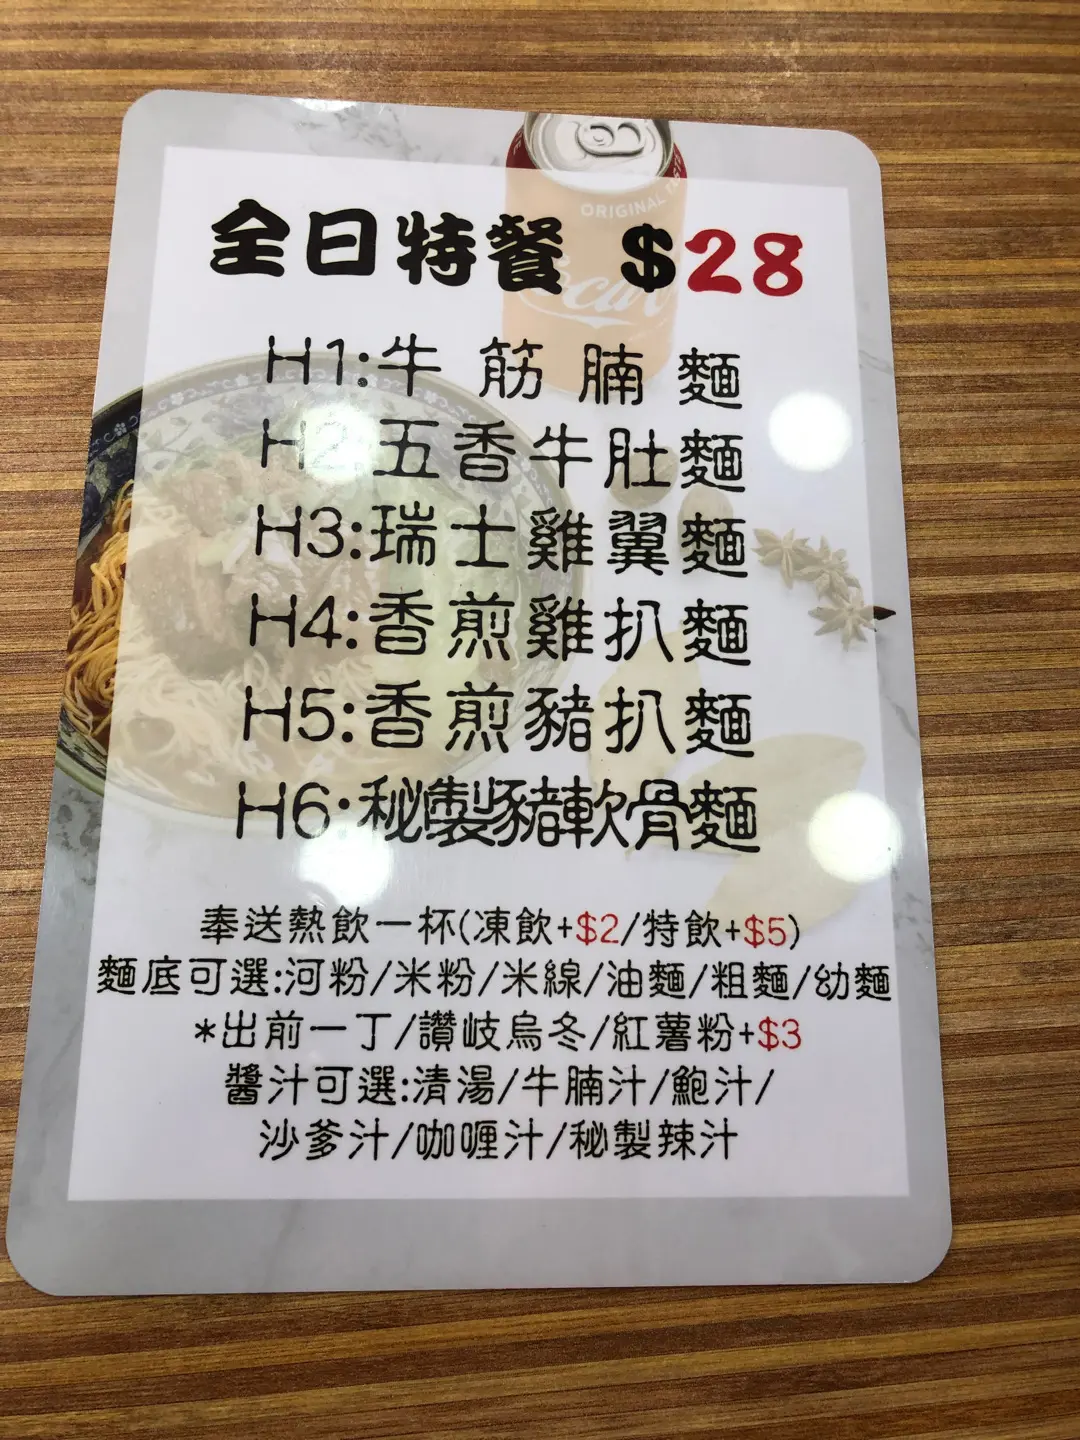 ORIGINAL TASTE
全日特餐 $28
H1:牛筋腩麵
H2:五香牛肚麵
H3:瑞士雞翼麵
H4:香煎雞扒麵
H5:香煎豬扒麵
H6:秘製豬軟骨麵
奉送熱飲一杯(凍飲+$2/特飲+$5)
麵底可選:河粉/米粉/米線/油麵/粗麵/幼麵
*出前一丁/讚岐烏冬/紅薯粉+$3
醬汁可選:清湯/牛腩汁/鮑汁/
沙爹汁/咖喱汁/秘製辣汁